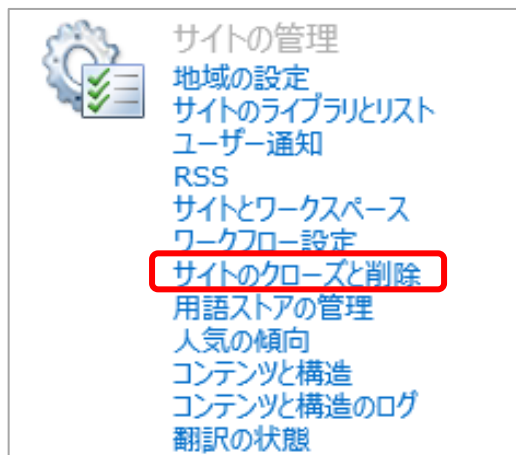 サイトの管理
地域の設定
サイトのライブラリとリスト
ユーザー通知
RSS
サイトとワークスペース
ワークフロー設定
サイトのクローズと削除
用語ストアの管理
人気の傾向
コンテンツと構造
コンテンツと構造のログ
翻訳の状態